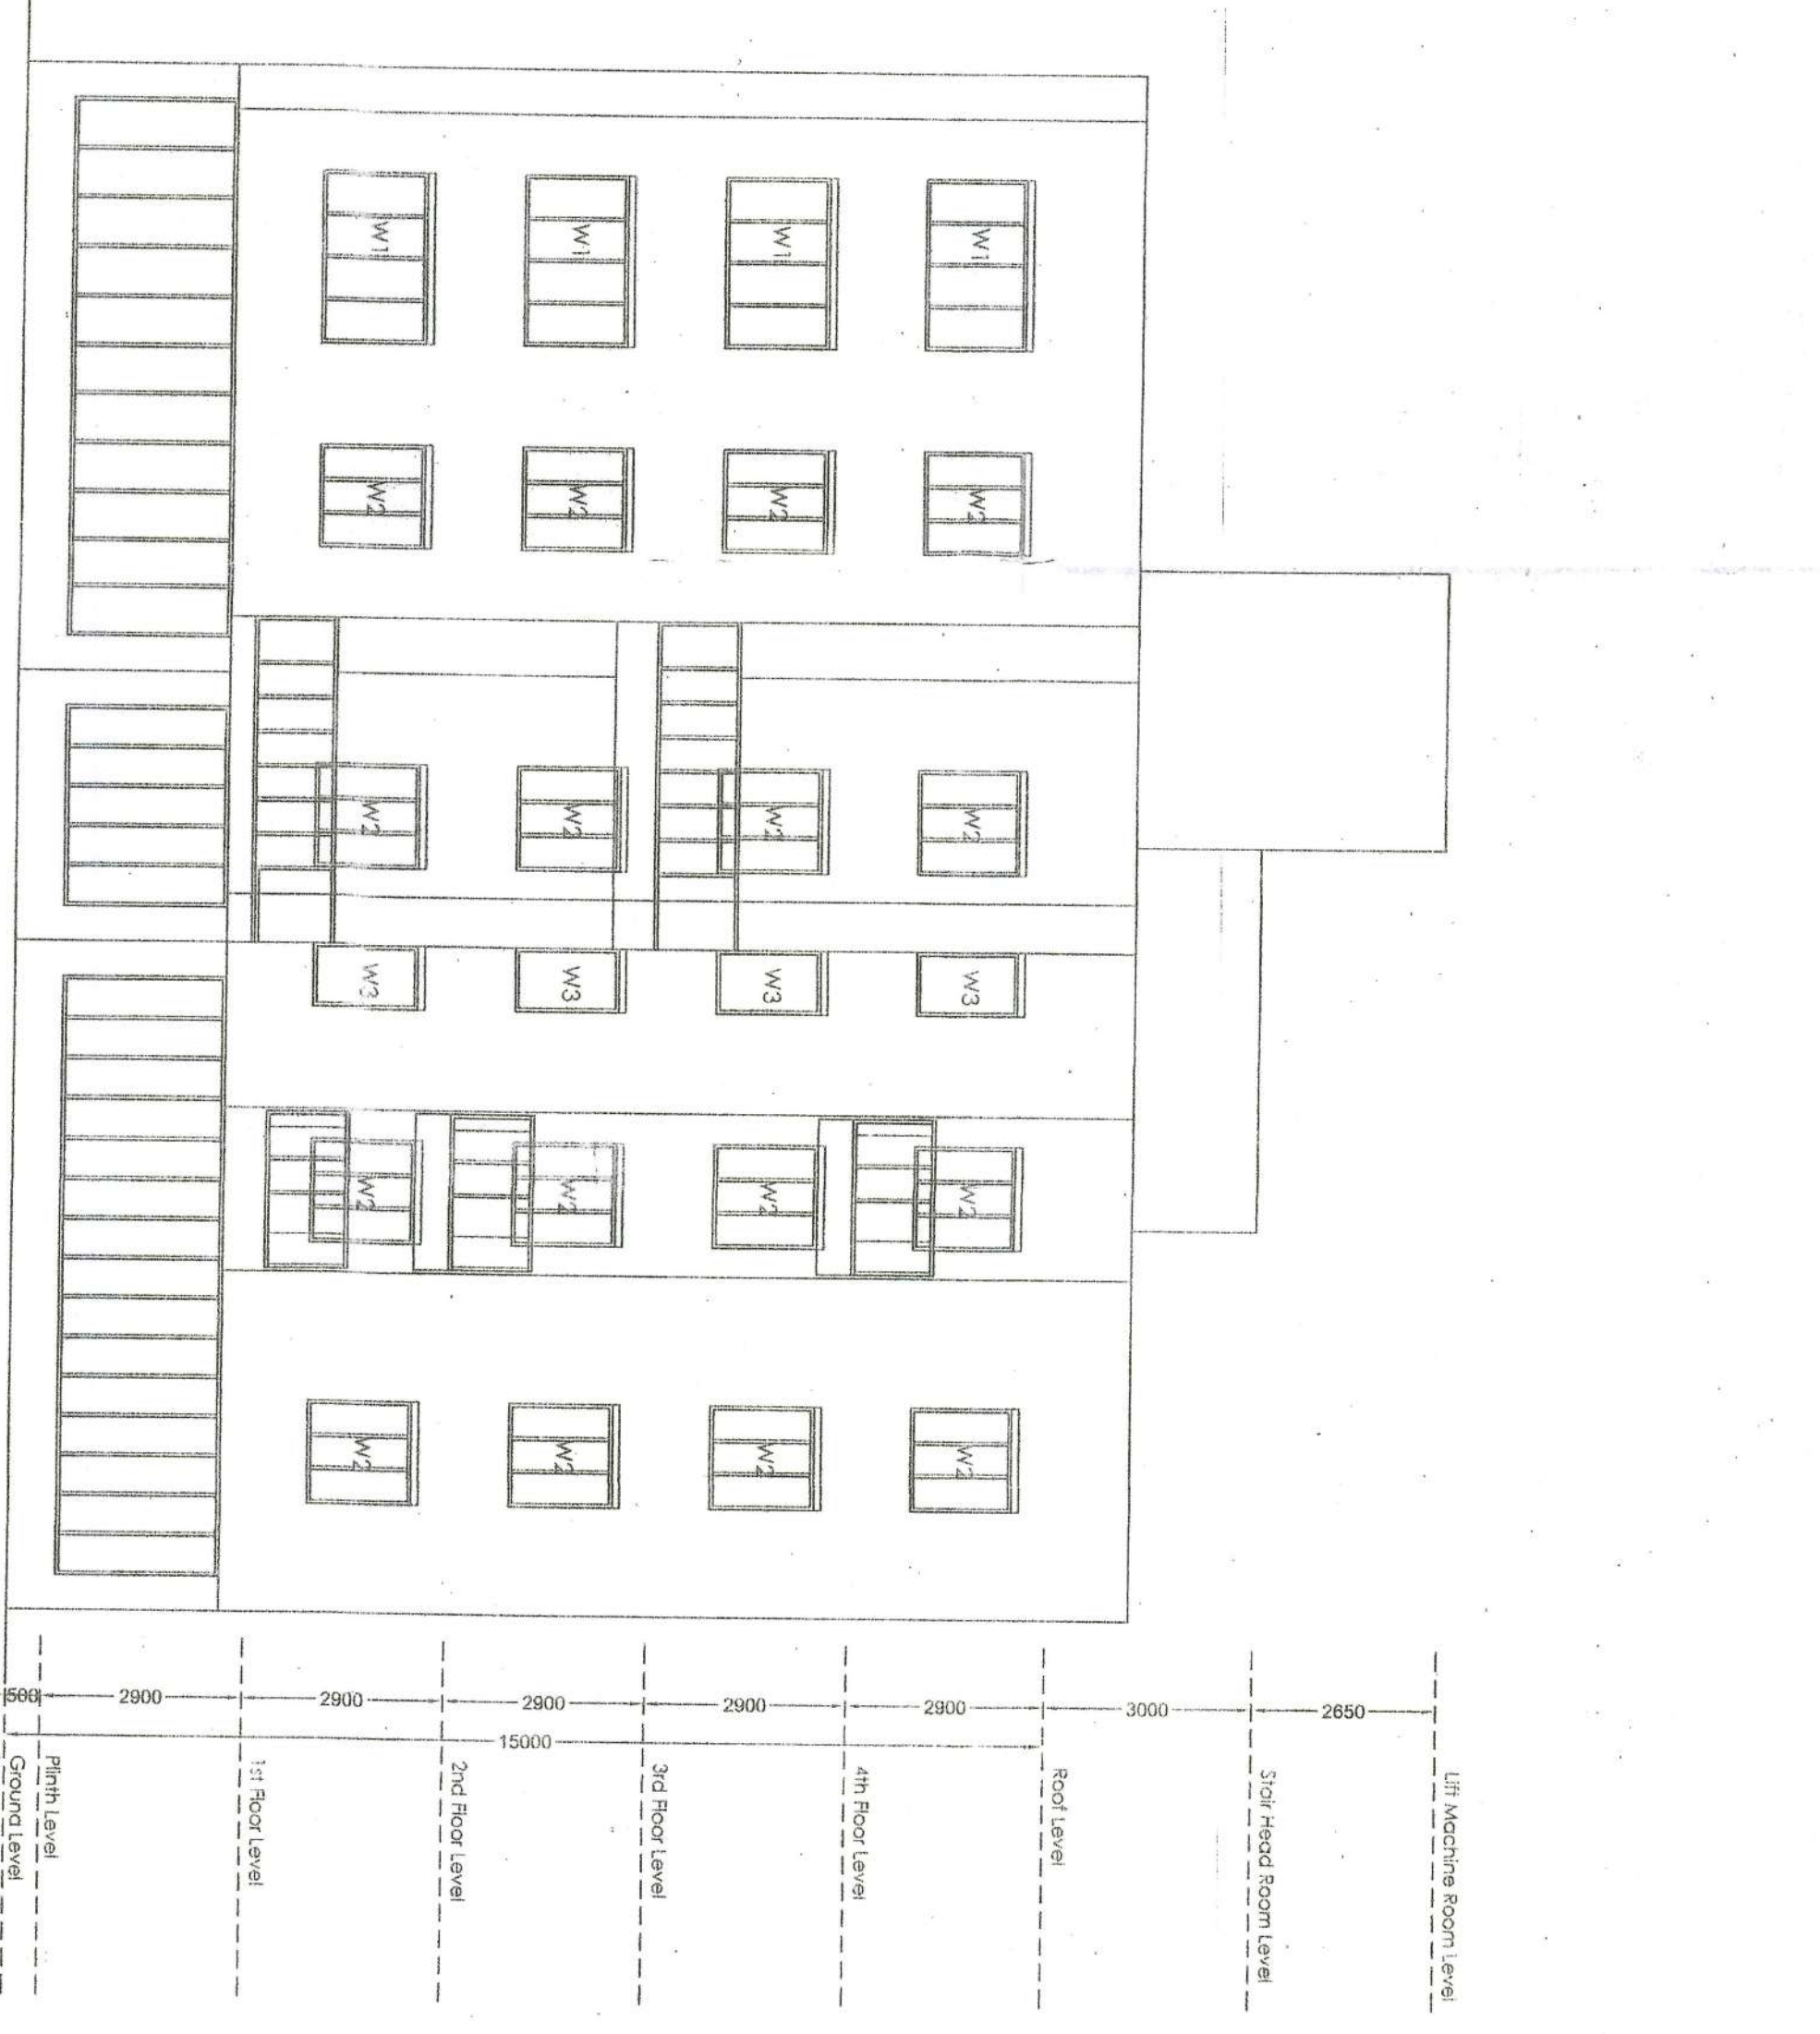 Lift Machine Room Level
2650
Stair Head Room Level
3000
Roof Level
2900
4th Floor Level
2900
3rd Floor Level
2900
2nd Floor Level
2900
1st Floor Level
2900
Plinth Level
500
Ground Level
15000
W1 W2 W2 W3 W2 W2
W1 W2 W2 W3 W2 W2
W1 W2 W2 W3 W2 W2
W1 W2 W2 W3 W2 W2